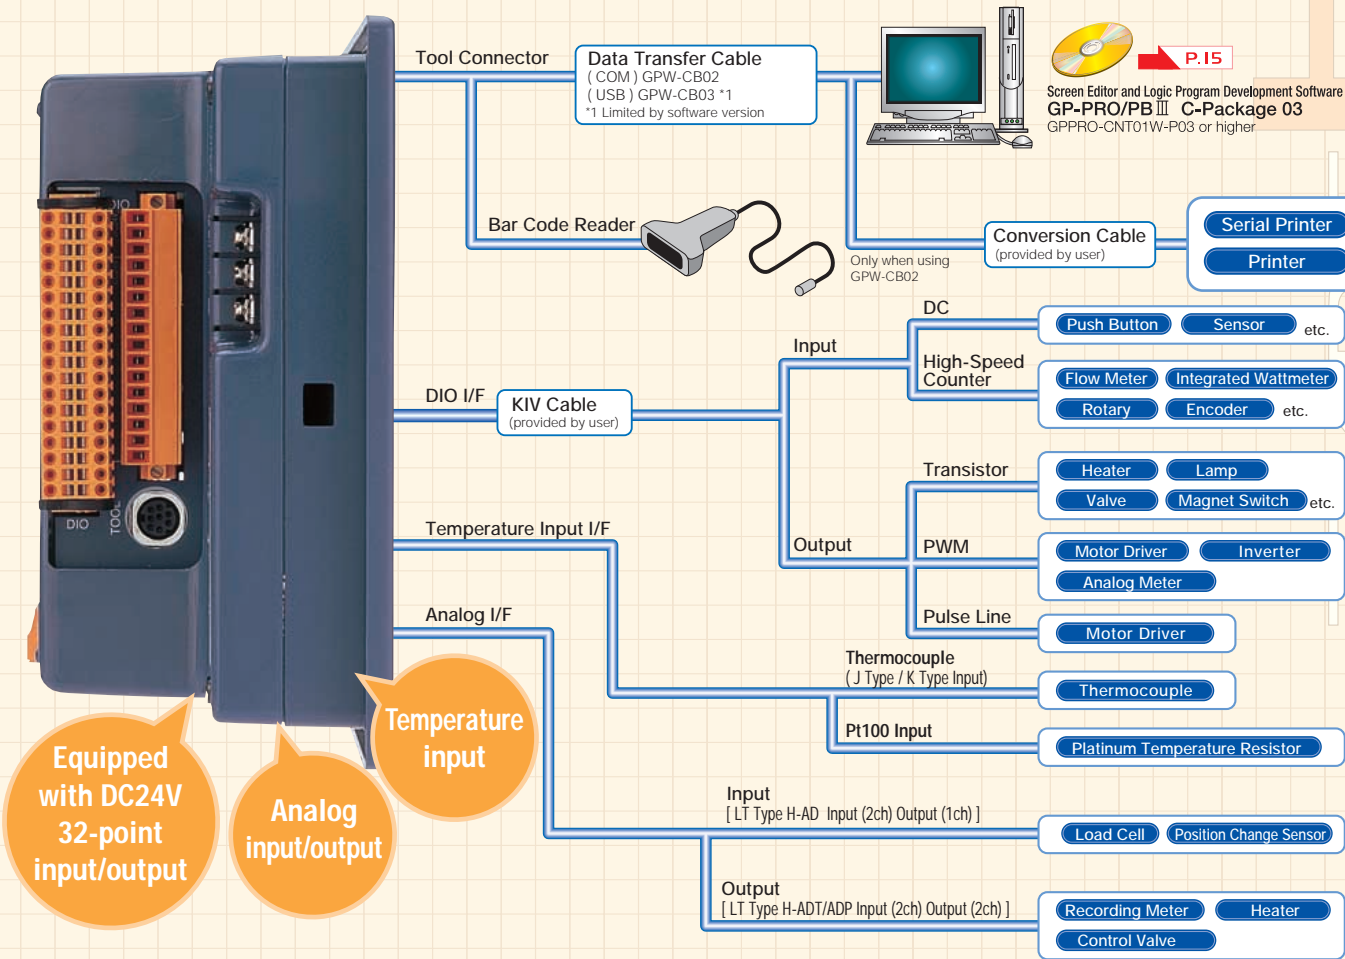 Tool Connector
Data Transfer Cable
( COM ) GPW-CB02
( USB ) GPW-CB03 *1
*1 Limited by software version
P.15
Screen Editor and Logic Program Development Software
GP-PRO/PBⅢ C-Package 03
GPPRO-CNT01W-P03 or higher
Bar Code Reader
Only when using
GPW-CB02
Conversion Cable
(provided by user)
Serial Printer
Printer
DIO I/F
KIV Cable
(provided by user)
Input
DC
Push Button
Sensor
etc.
High-Speed
Counter
Flow Meter
Integrated Wattmeter
Rotary
Encoder
etc.
Output
Transistor
Heater
Lamp
Valve
Magnet Switch
etc.
PWM
Motor Driver
Inverter
Analog Meter
Pulse Line
Motor Driver
Temperature Input I/F
Thermocouple
( J Type / K Type Input)
Thermocouple
Pt100 Input
Platinum Temperature Resistor
Analog I/F
Input
[ LT Type H-AD Input (2ch) Output (1ch) ]
Load Cell
Position Change Sensor
Output
[ LT Type H-ADT/ADP Input (2ch) Output (2ch) ]
Recording Meter
Heater
Control Valve
DIO
DIO
TOOL
Equipped
with DC24V
32-point
input/output
Analog
input/output
Temperature
input